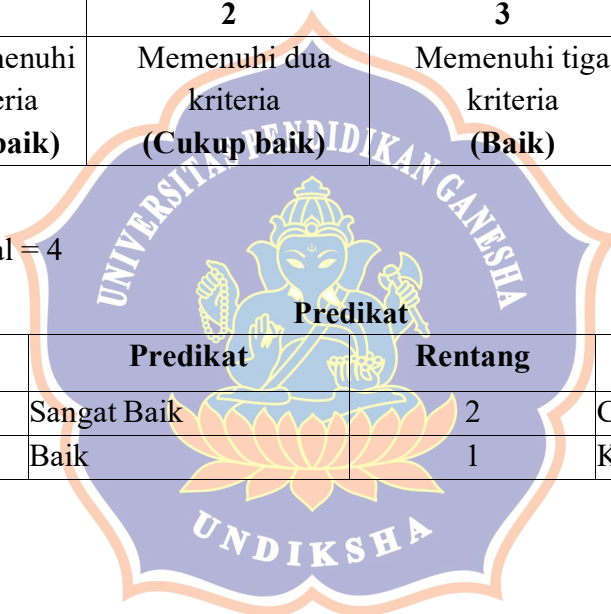 2 3
Memenuhi dua Memenuhi tiga
kriteria kriteria
(Cukup baik) (Baik)
UNIVERSITAS PENDIDIKAN GANESHA
= 4
Predikat
Predikat Rentang
Sangat Baik 2
Baik 1
UNDIKSHA